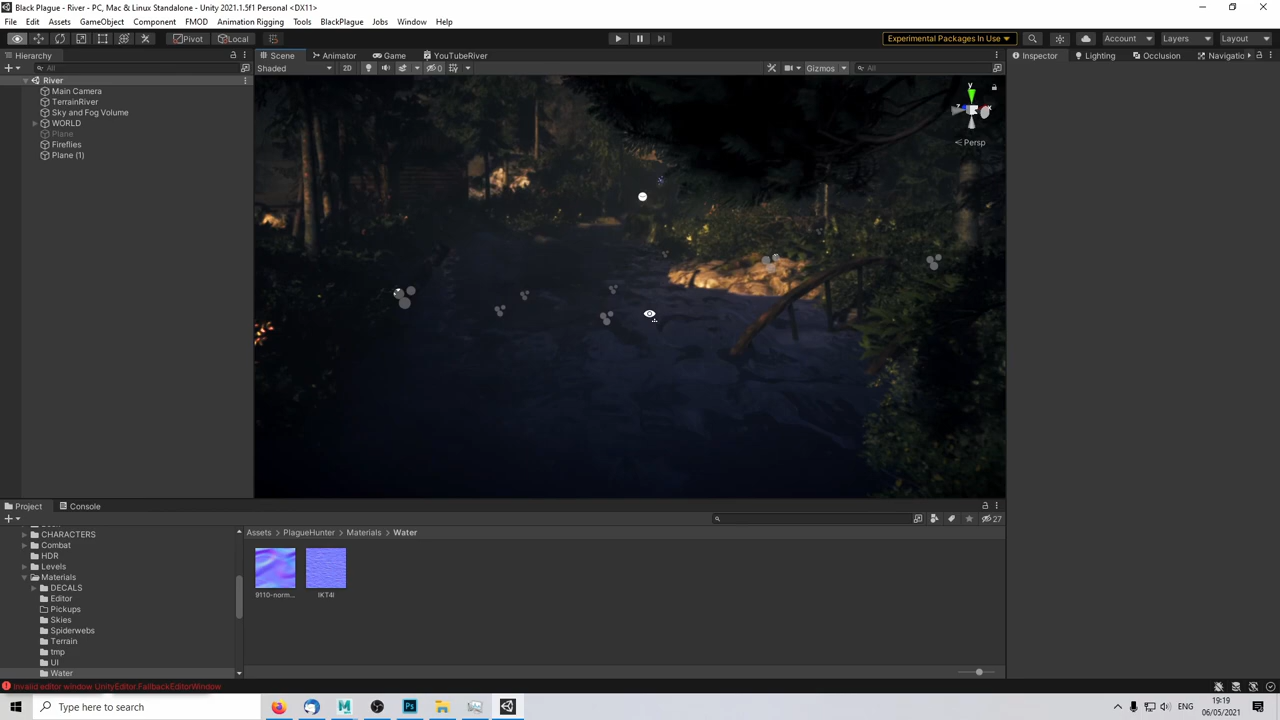 Black Plague - River - PC, Mac & Linux Standalone - Unity 2021.1.5f1 Personal <DX11>
File Edit Assets GameObject Component FMOD Animation Rigging Tools BlackPlague Jobs Window Help
Pivot Local Experimental Packages In Use Account Layers Layout
Hierarchy Scene Animator Game YouTubeRiver Inspector Lighting Occlusion Navigatio
All Shaded 2D 0 Gizmos All
River
Main Camera
TerrainRiver
Sky and Fog Volume
WORLD
Plane
Fireflies
Plane (1)
y
Persp
Project Console
27
CHARACTERS
Combat
HDR
Levels
Materials
DECALS
Editor
Pickups
Skies
Spiderwebs
Terrain
tmp
UI
Water
Assets PlagueHunter Materials Water
9110-norm... IKT4l
Invalid editor window UnityEditor.FallbackEditorWindow
Type here to search
ENG
19:19
06/05/2021